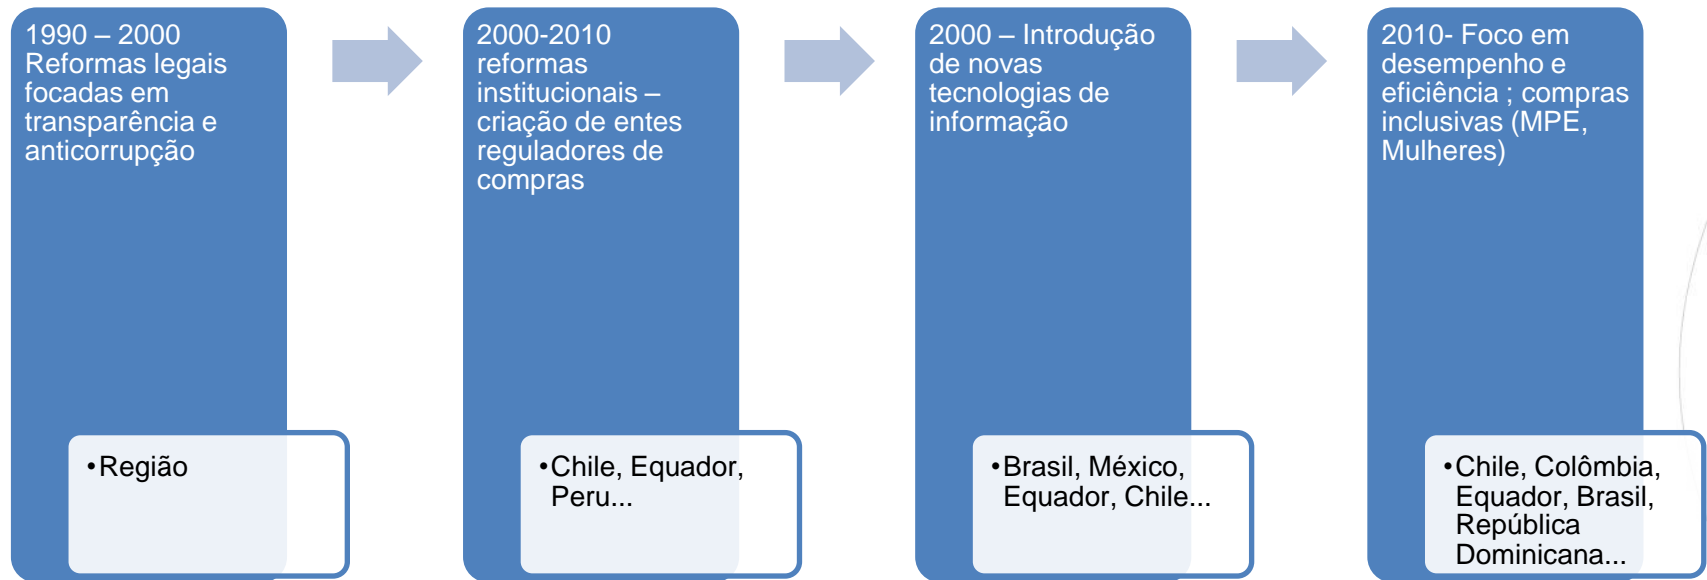 1990 – 2000
Reformas legais
focadas em
transparência e
anticorrupção
•Região
2000-2010
reformas
institucionais –
criação de entes
reguladores de
compras
•Chile, Equador,
Peru...
2000 – Introdução
de novas
tecnologias de
informação
•Brasil, México,
Equador, Chile...
2010- Foco em
desempenho e
eficiência ; compras
inclusivas (MPE,
Mulheres)
•Chile, Colômbia,
Equador, Brasil,
República
Dominicana...